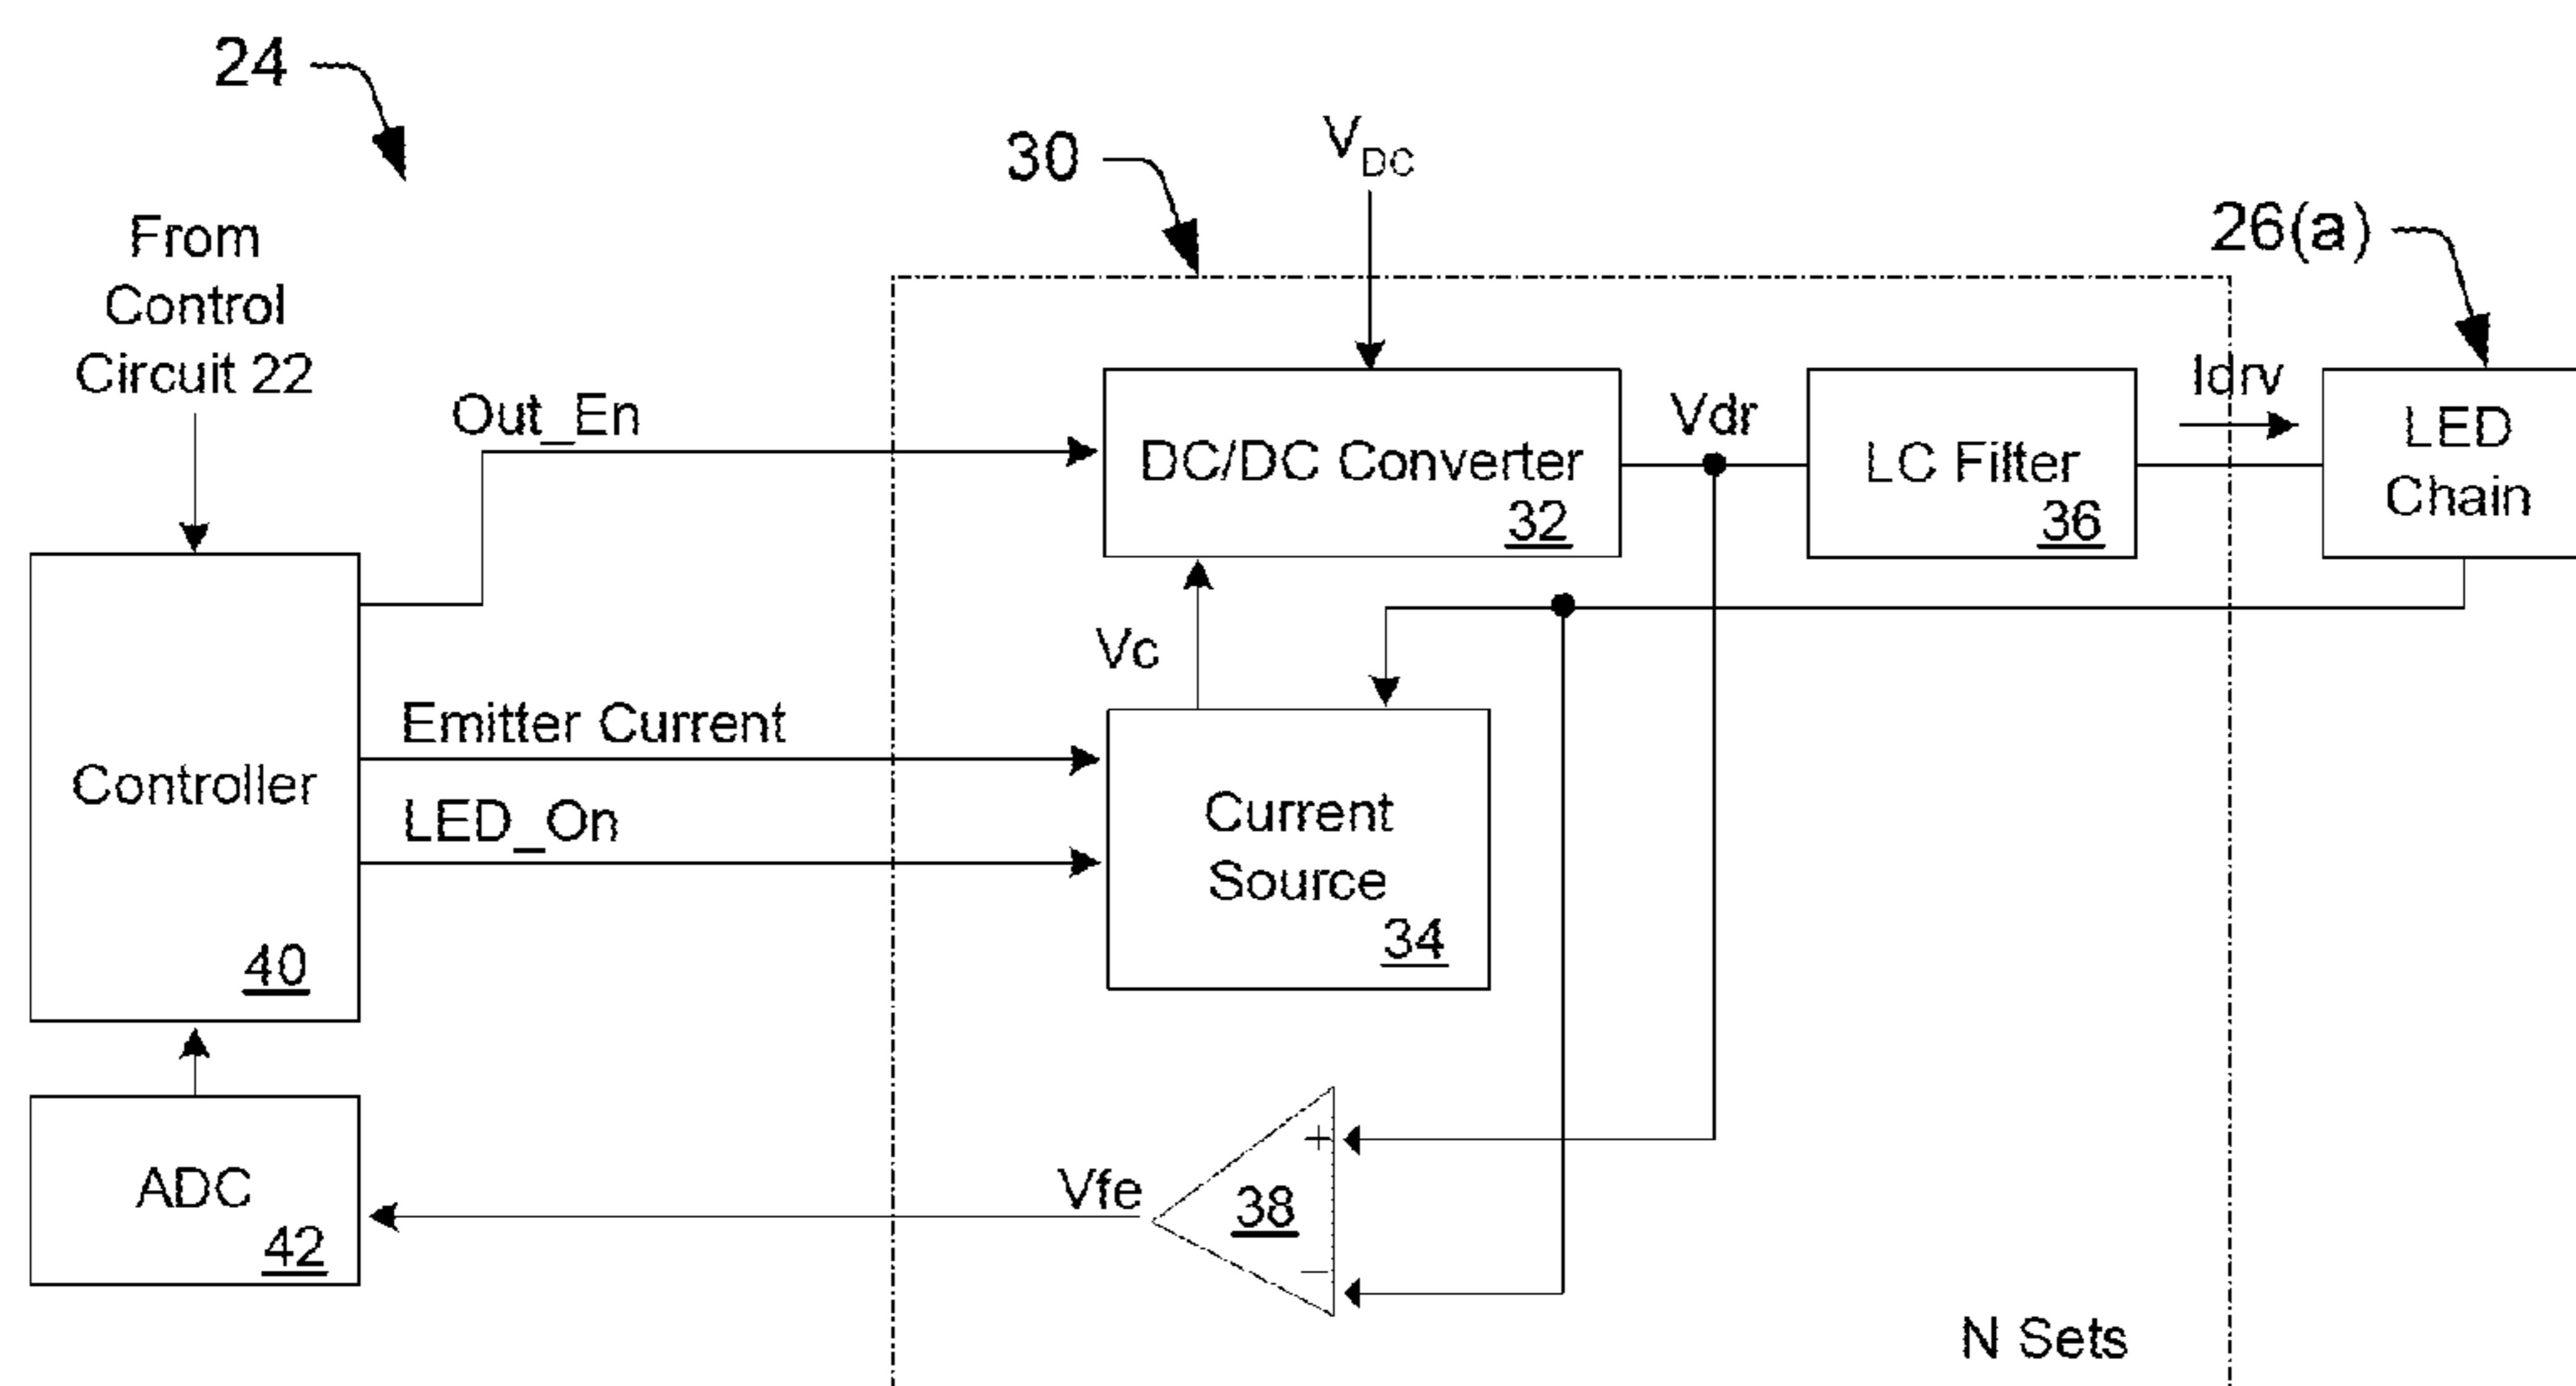 24
30
V_DC
26(a)
From
Control
Circuit 22
Out_En
DC/DC Converter
32
Vdr
LC Filter
36
Idrv
LED
Chain
Vc
Controller
40
Emitter Current
LED_On
Current
Source
34
ADC
42
Vfe
+
38
−
N Sets